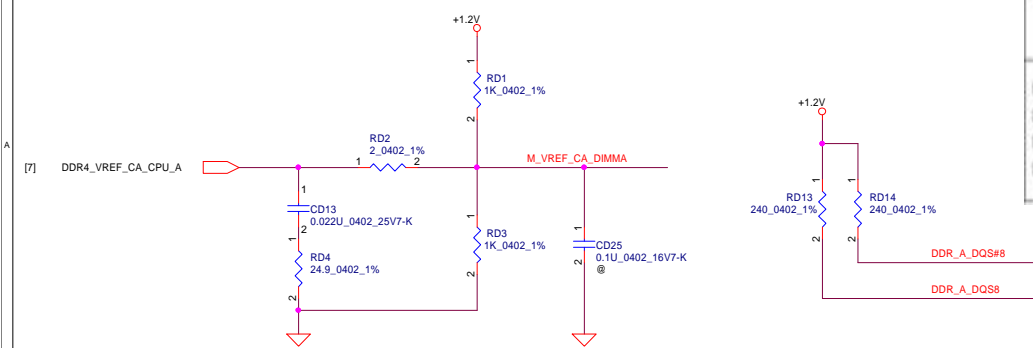 +1.2V
1
RD1
1K_0402_1%
2
+1.2V
A
[7]
DDR4_VREF_CA_CPU_A
RD2
2_0402_1%
1
2
M_VREF_CA_DIMMA
1
CD13
0.022U_0402_25V7-K
2
1
RD4
24.9_0402_1%
2
1
RD3
1K_0402_1%
2
1
CD25
0.1U_0402_16V7-K
2
@
1
RD13
240_0402_1%
2
1
RD14
240_0402_1%
2
DDR_A_DQS#8
DDR_A_DQS8